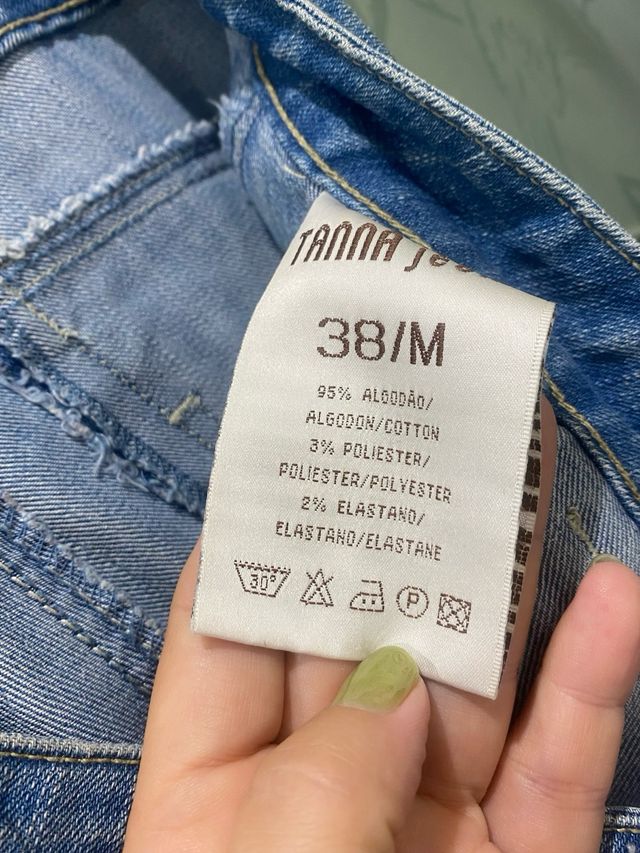 TANNA
38/M
95% ALGODÃO/
ALGODON/COTTON
3% POLIESTER/
POLIESTER/POLYESTER
2% ELASTANO/
ELASTANO/ELASTANE
30° P